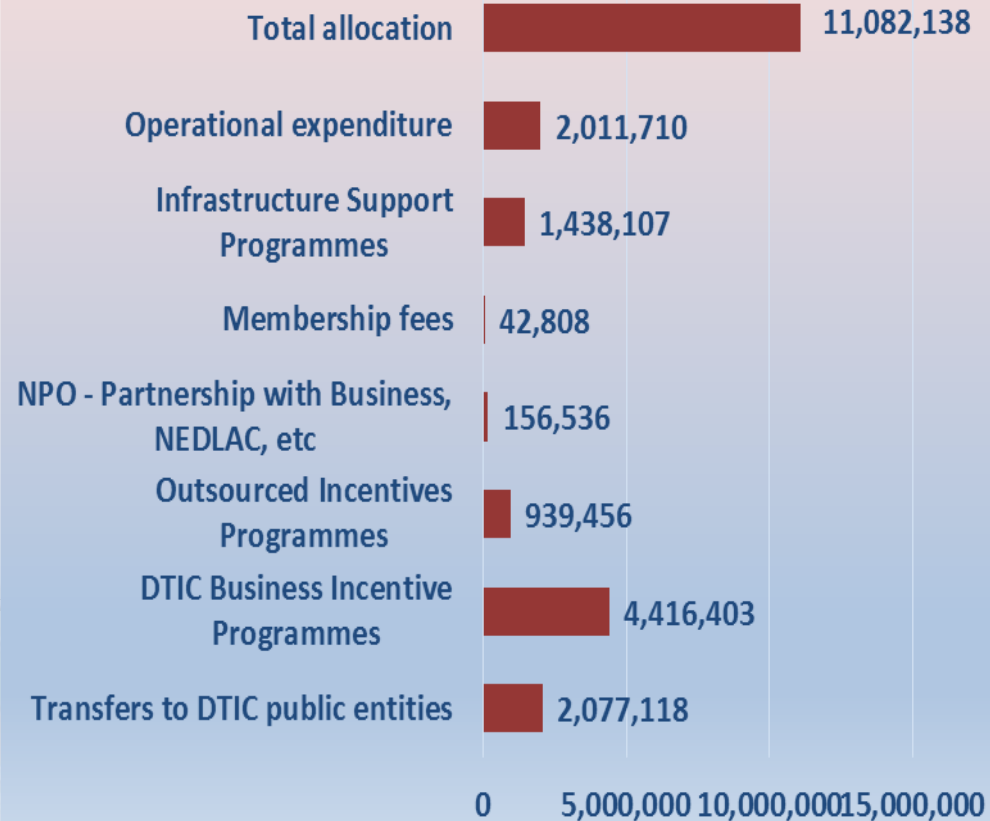 Total allocation 11,082,138
Operational expenditure 2,011,710
Infrastructure Support
Programmes 1,438,107
Membership fees 42,808
NPO - Partnership with Business,
NEDLAC, etc 156,536
Outsourced Incentives
Programmes 939,456
DTIC Business Incentive
Programmes 4,416,403
Transfers to DTIC public entities 2,077,118
0 5,000,000 10,000,000 15,000,000